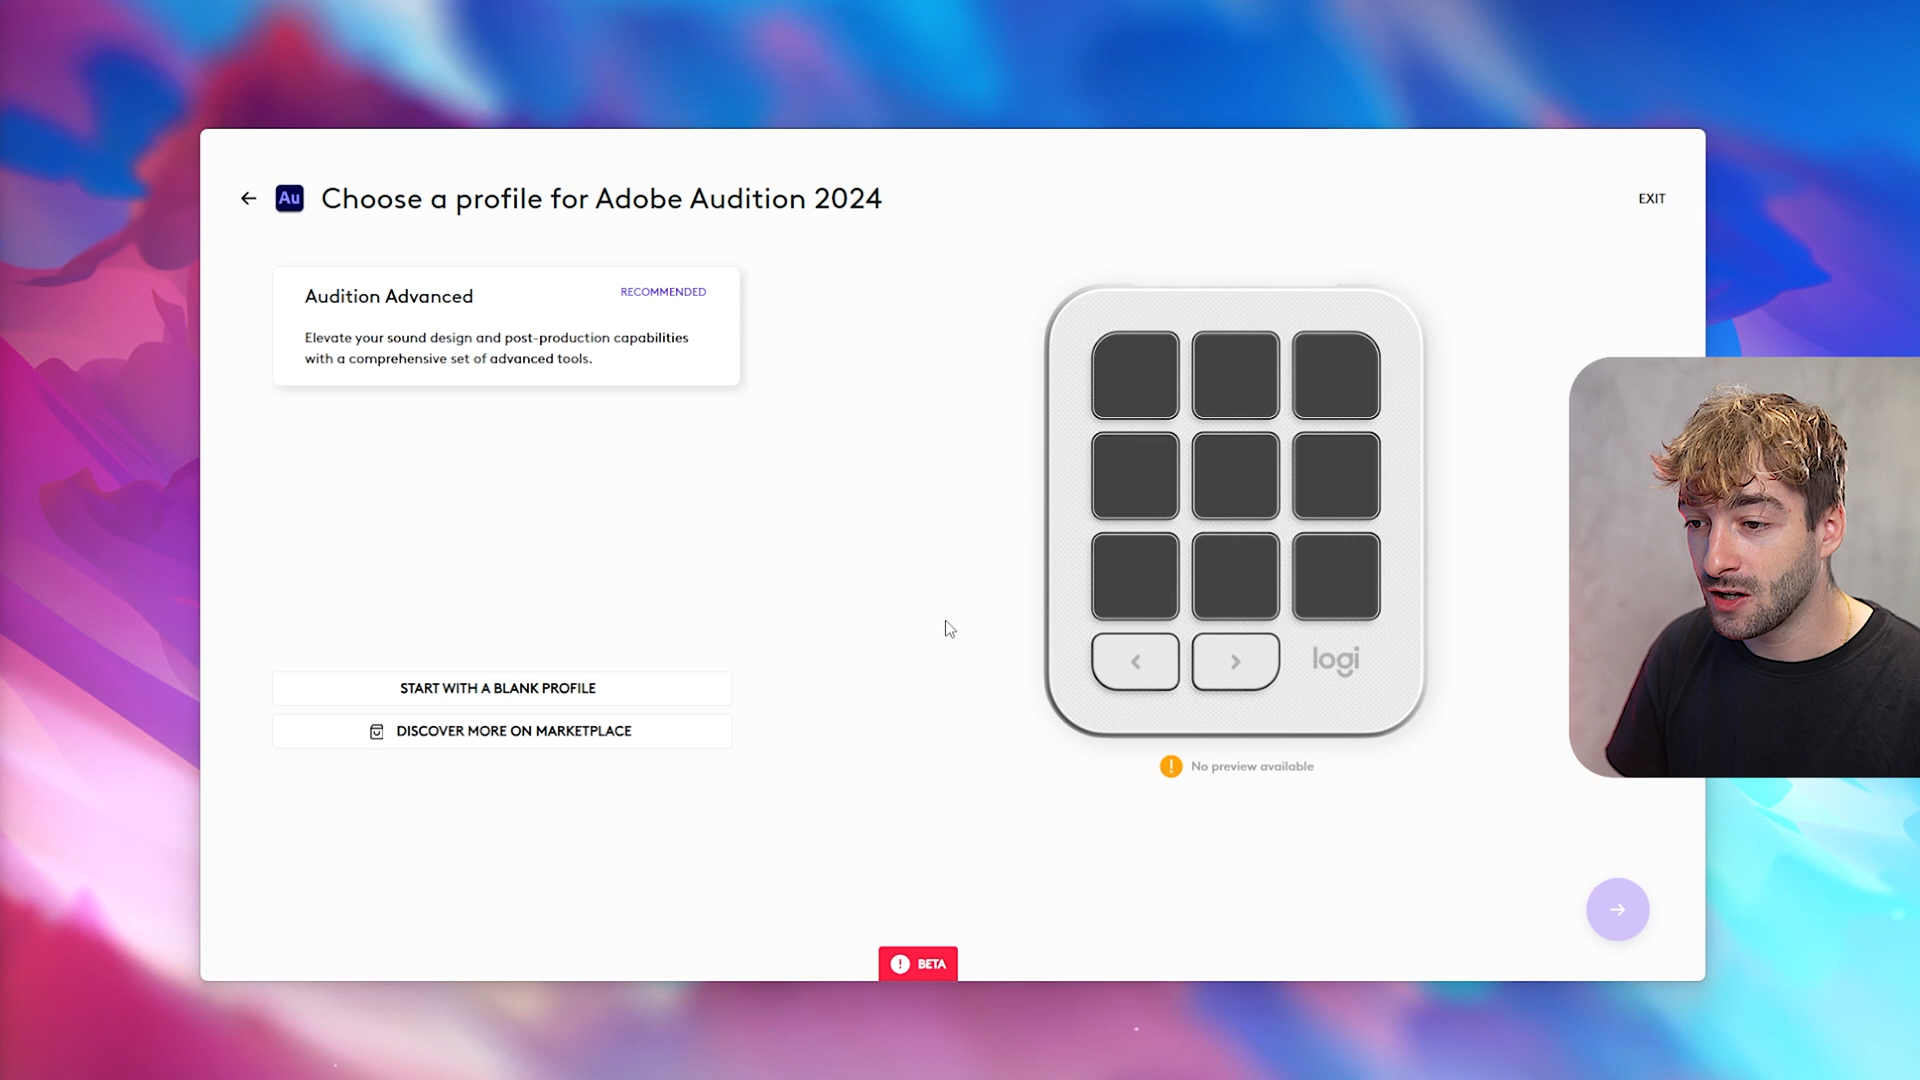 Au
Choose a profile for Adobe Audition 2024
EXIT
Audition Advanced
RECOMMENDED
Elevate your sound design and post-production capabilities
with a comprehensive set of advanced tools.
START WITH A BLANK PROFILE
DISCOVER MORE ON MARKETPLACE
logi
! No preview available
! BETA